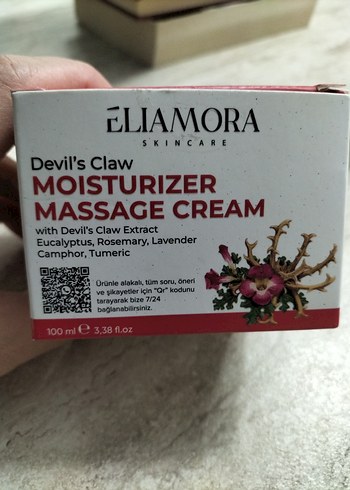 ÉLIAMORA
SKINCARE
Devil's Claw
MOISTURIZER
MASSAGE CREAM
with Devil's Claw Extract
Eucalyptus, Rosemary, Lavender
Camphor, Tumeric
Ürünle alakalı, tüm soru, öneri
ve şikayetler için "Qr" kodunu
tarayarak bize 7/24
bağlanabilirsiniz.
100 ml ℮ 3,38 fl.oz